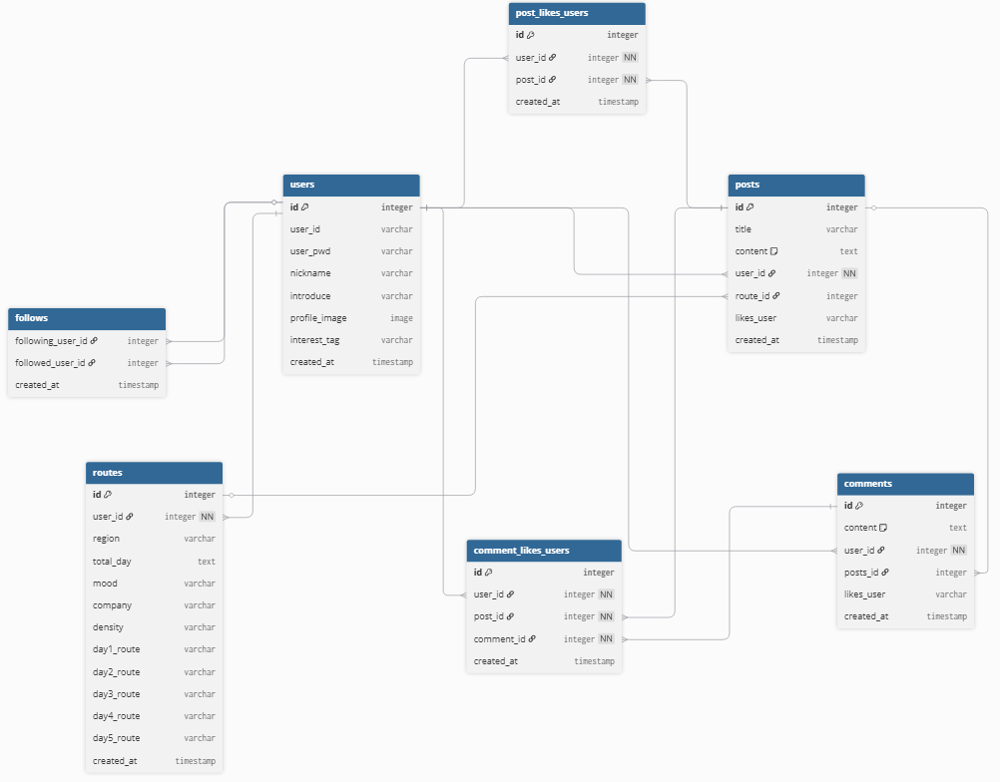 post_likes_users
id integer
user_id integer NN
post_id integer NN
created_at timestamp
users
id integer
user_id varchar
user_pwd varchar
nickname varchar
introduce varchar
profile_image image
interest_tag varchar
created_at timestamp
posts
id integer
title varchar
content text
user_id integer NN
route_id integer
likes_user varchar
created_at timestamp
follows
following_user_id integer
followed_user_id integer
created_at timestamp
routes
id integer
user_id integer NN
region varchar
total_day text
mood varchar
company varchar
density varchar
day1_route varchar
day2_route varchar
day3_route varchar
day4_route varchar
day5_route varchar
created_at timestamp
comment_likes_users
id integer
user_id integer NN
post_id integer NN
comment_id integer NN
created_at timestamp
comments
id integer
content text
user_id integer NN
posts_id integer
likes_user varchar
created_at timestamp